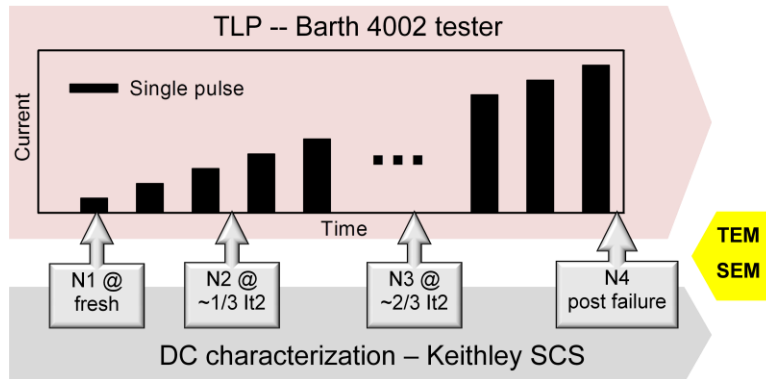 TLP -- Barth 4002 tester
Single pulse
Current
...
Time
N1 @
fresh
N2 @
~1/3 It2
N3 @
~2/3 It2
N4
post failure
TEM
SEM
DC characterization – Keithley SCS